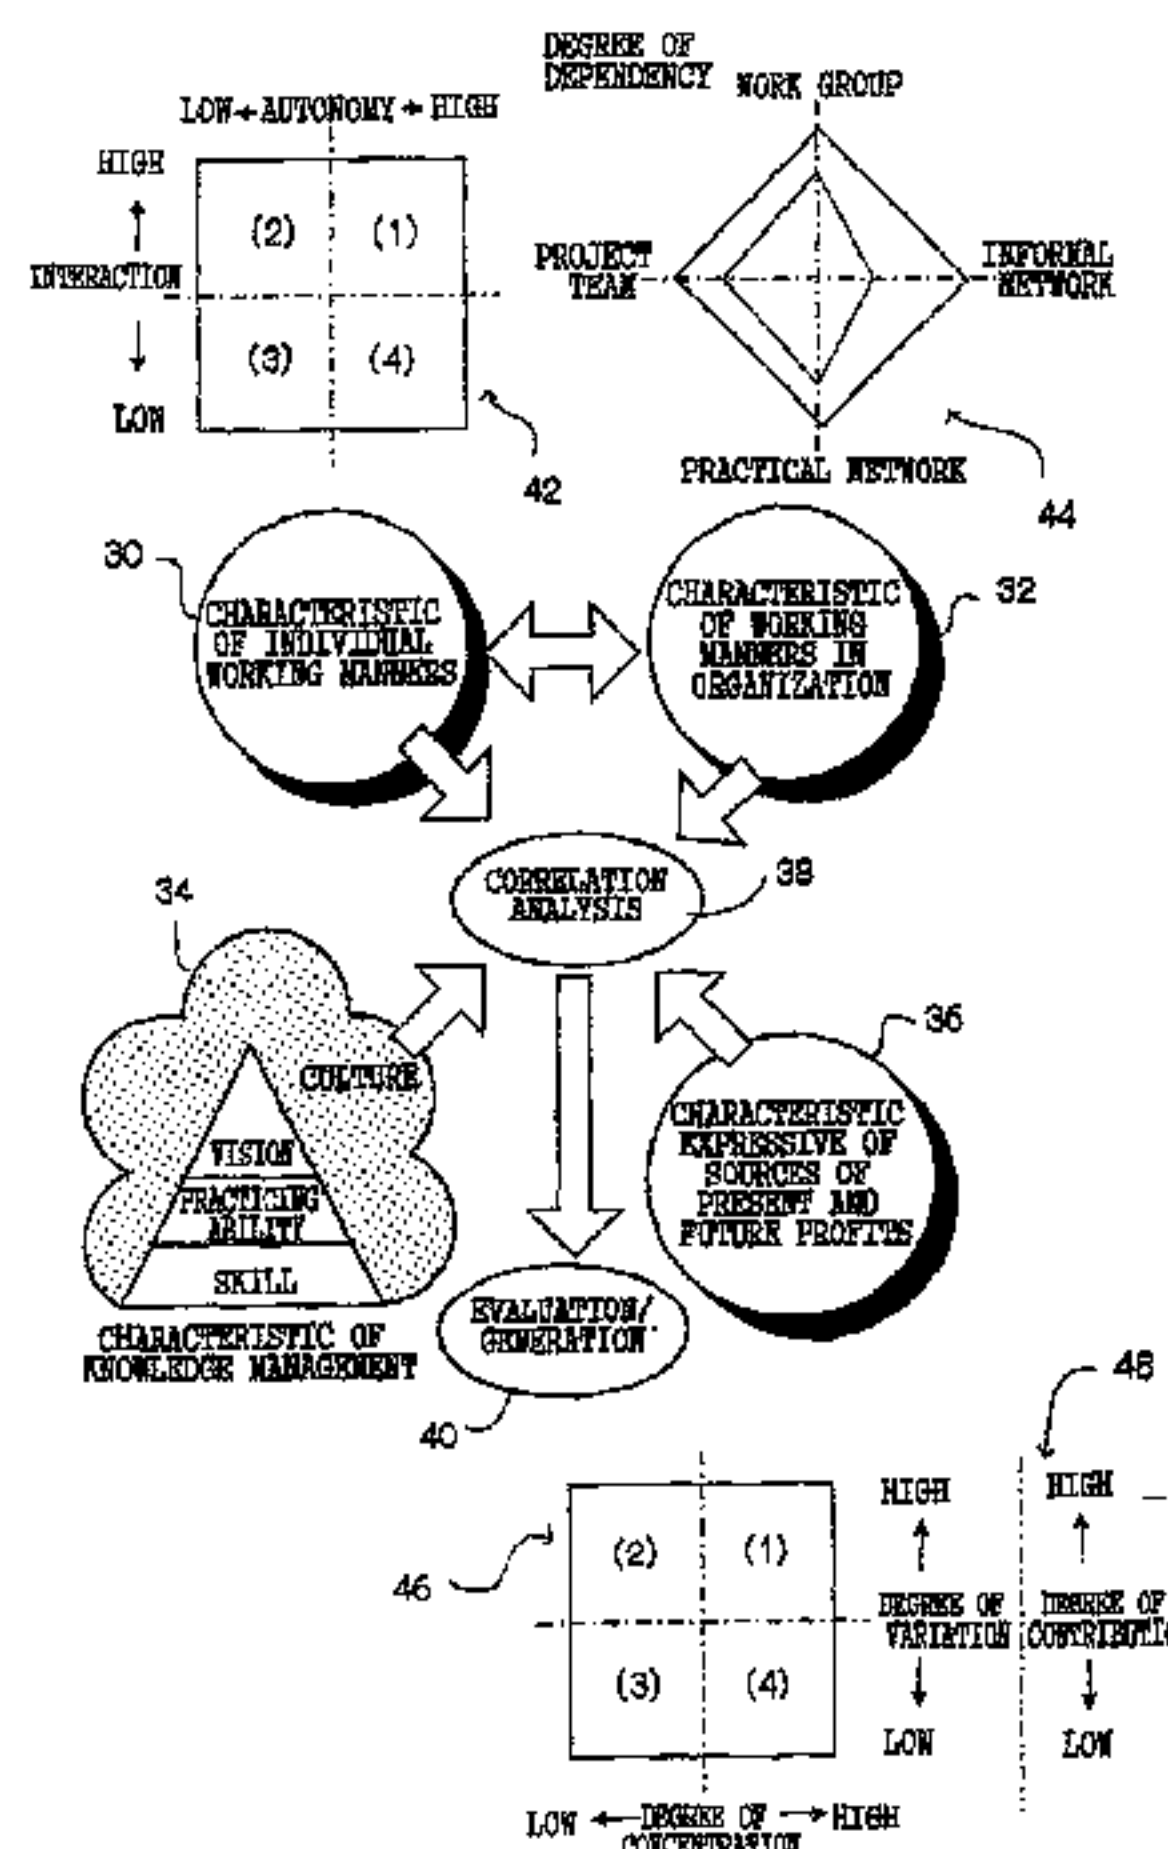 DEGREE OF
DEPENDENCY
WORK GROUP
LOW ← AUTONOMY → HIGH
HIGH
(2) (1)
INTERACTION
(3) (4)
LOW
42
PROJECT
TEAM
INFORMAL
NETWORK
PRACTICAL NETWORK
44
30
CHARACTERISTIC
OF INDIVIDUAL
WORKING MANNERS
CHARACTERISTIC
OF WORKING
MANNERS IN
ORGANIZATION
32
CORRELATION
ANALYSIS
38
34
CULTURE
VISION
PRACTICING
ABILITY
SKILL
CHARACTERISTIC OF
KNOWLEDGE MANAGEMENT
36
CHARACTERISTIC
EXPRESSIVE OF
SOURCES OF
PRESENT AND
FUTURE PROFITS
EVALUATION/
GENERATION
40
48
46
(2) (1)
(3) (4)
HIGH
DEGREE OF
VARIATION
LOW
HIGH
DEGREE OF
CONTRIBUTIO
LOW
LOW ← DEGREE OF → HIGH
CONCENTRATION